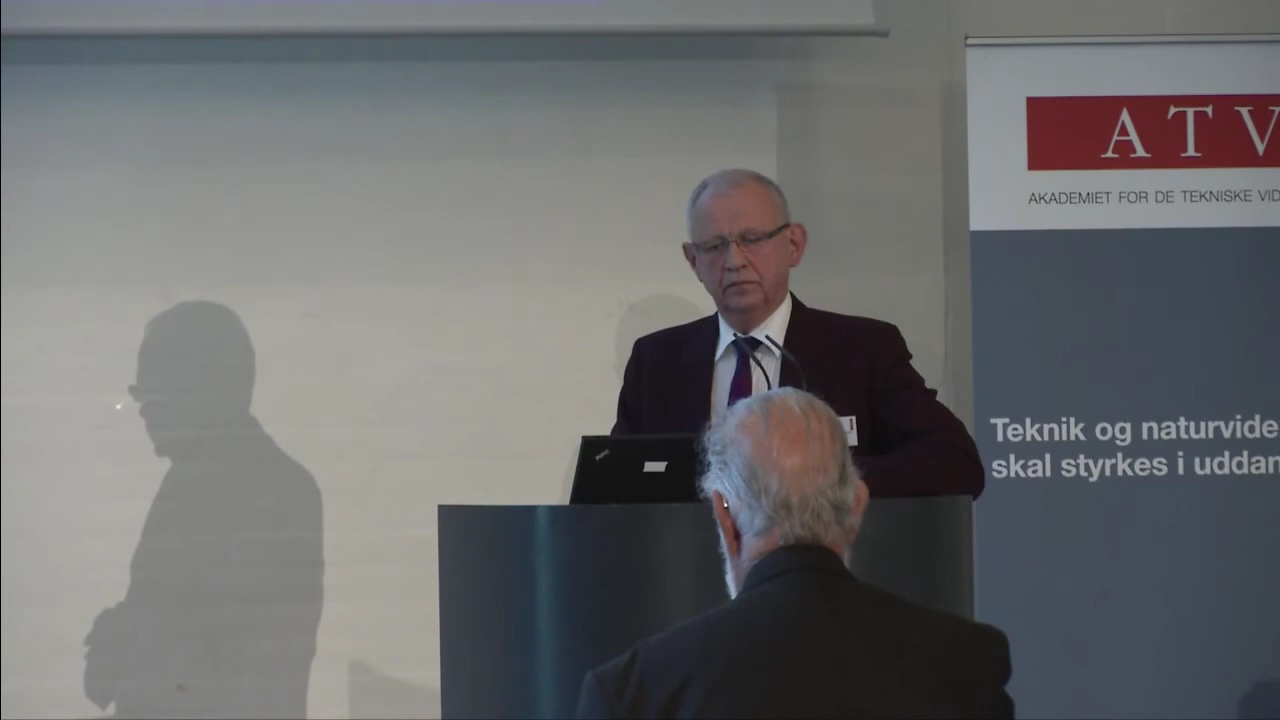 ATV
AKADEMIET FOR DE TEKNISKE VID
Teknik og naturvide
skal styrkes i uddan